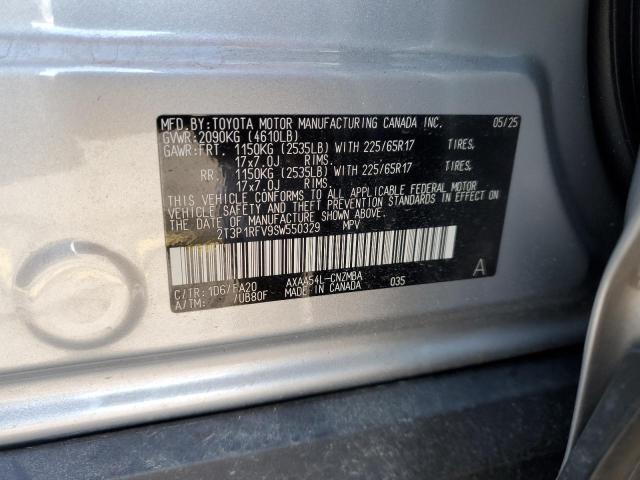 MFD.BY:TOYOTA MOTOR MANUFACTURING CANADA INC. 05/25
GVWR:2090KG (4610LB)
GAWR:FRT. 1150KG (2535LB) WITH 225/65R17 TIRES,
17x7.0J RIMS.
RR. 1150KG (2535LB) WITH 225/65R17 TIRES,
17x7.0J RIMS.
THIS VEHICLE CONFORMS TO ALL APPLICABLE FEDERAL MOTOR
VEHICLE SAFETY AND THEFT PREVENTION STANDARDS IN
EFFECT ON THE DATE OF MANUFACTURE SHOWN ABOVE.
2T3P1RFV9SW550329 MPV
C/TR:1D6/FA20 AXAA54L-CNZMBA A
A/TM: /UB80F MADE IN CANADA 035